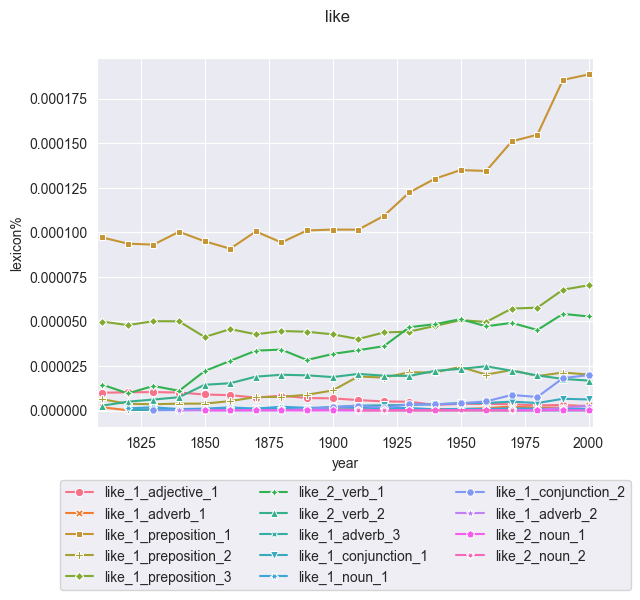 like
0.000175
0.000150
0.000125
0.000100
0.000075
0.000050
0.000025
0.000000
lexicon%
1825 1850 1875 1900 1925 1950 1975 2000
year
like_1_adjective_1 like_2_verb_1 like_1_conjunction_2
like_1_adverb_1 like_2_verb_2 like_1_adverb_2
like_1_preposition_1 like_1_adverb_3 like_2_noun_1
like_1_preposition_2 like_1_conjunction_1 like_2_noun_2
like_1_preposition_3 like_1_noun_1